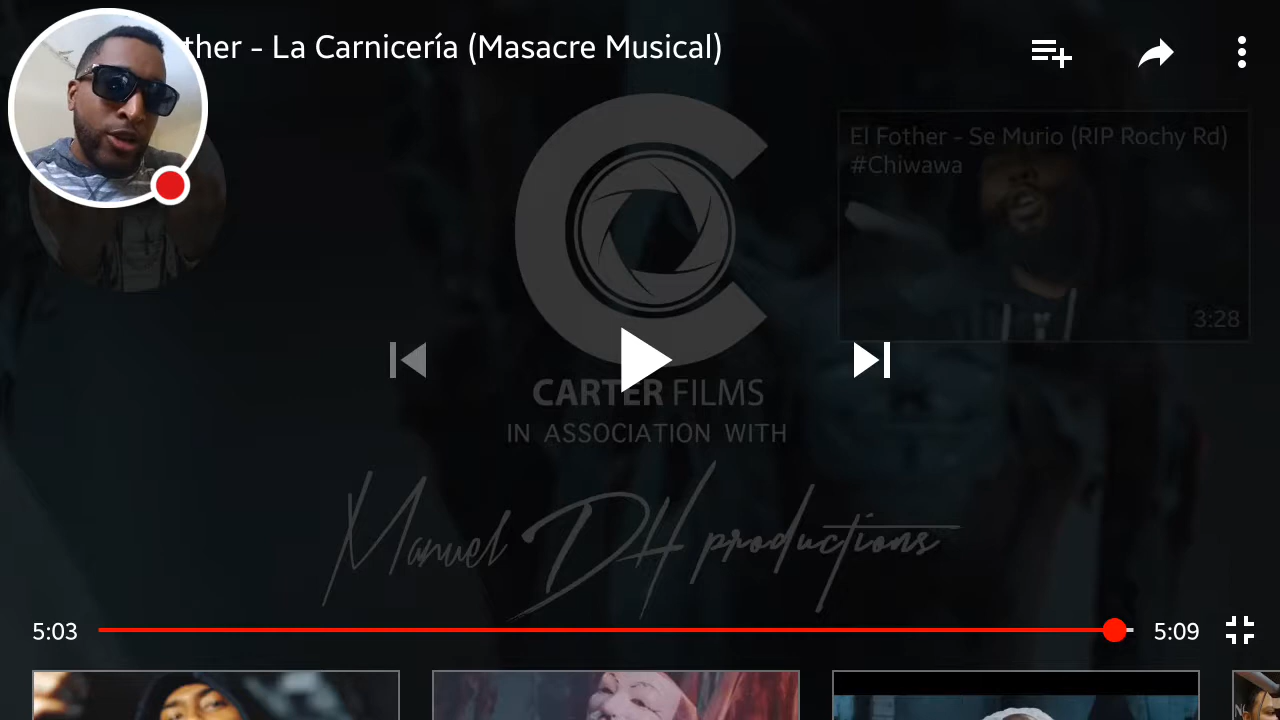 ther - La Carnicería (Masacre Musical)
El Fother - Se Murio (RIP Rochy Rd)
#Chiwawa
3:28
CARTER FILMS
IN ASSOCIATION WITH
Manuel DH productions
5:03
5:09